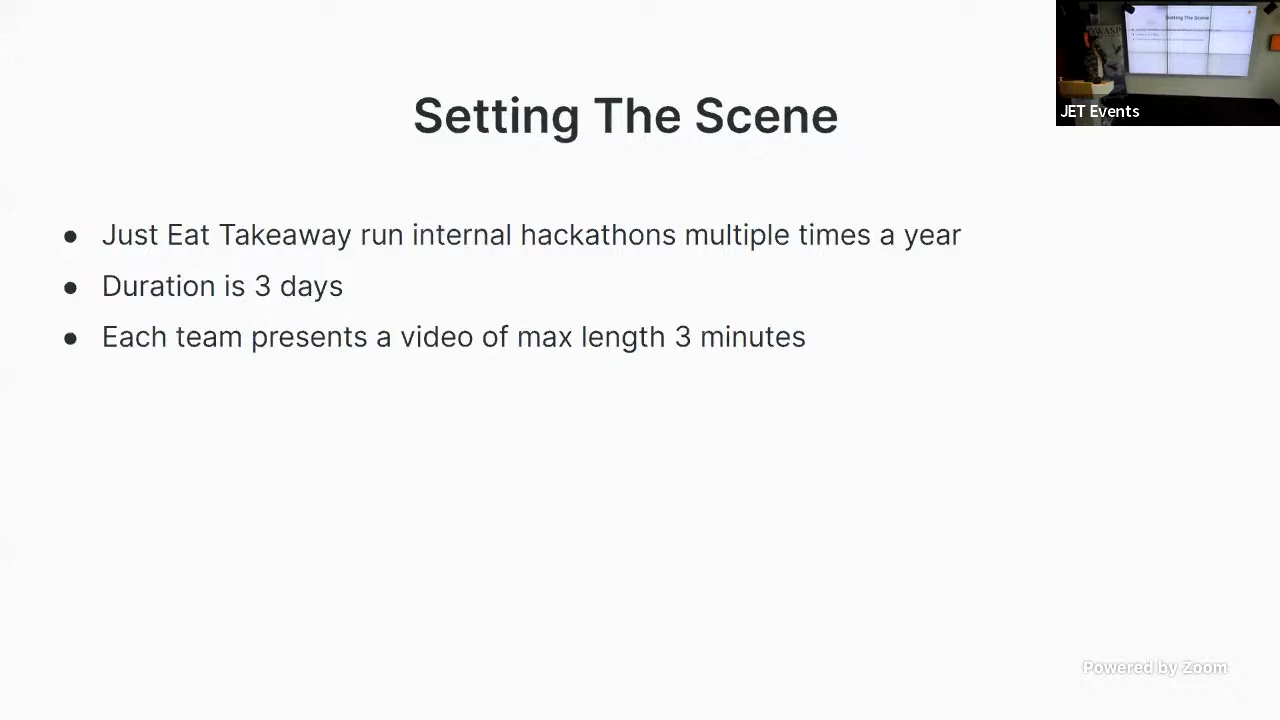 Setting The Scene
JET Events
● Just Eat Takeaway run internal hackathons multiple times a year
● Duration is 3 days
● Each team presents a video of max length 3 minutes
Powered by Zoom